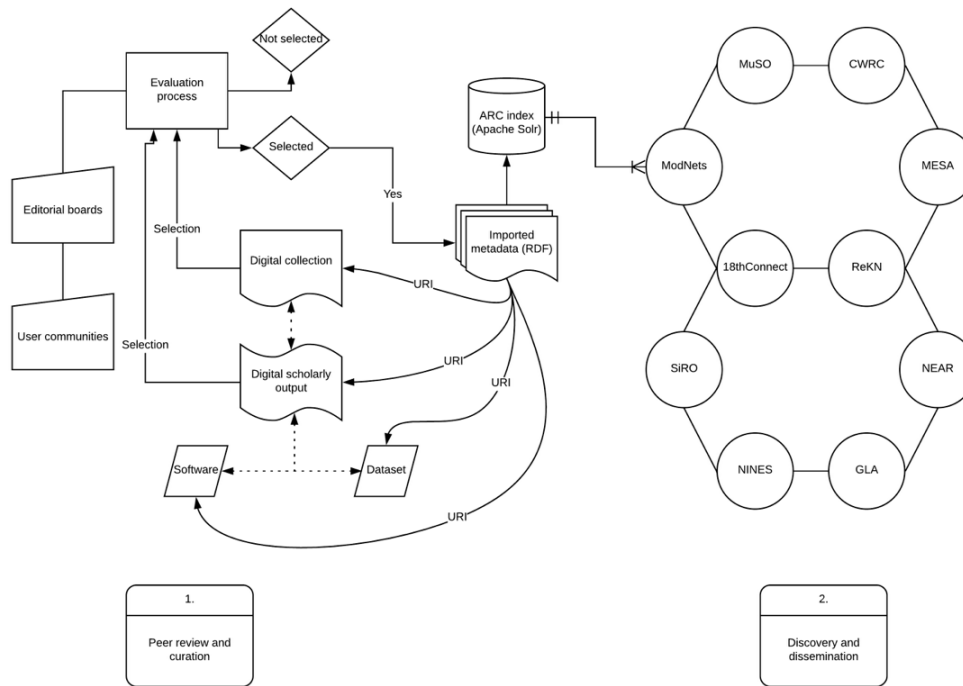 Not selected
MuSO
CWRC
Evaluation
process
ARC index
(Apache Solr)
Selected
ModNets
MESA
Yes
Editorial boards
Selection
Imported
metadata (RDF)
Digital collection
18thConnect
ReKN
URI
User communities
Selection
Digital scholarly
output
URI
URI
SiRO
NEAR
Software
Dataset
NINES
GLA
URI
1.
Peer review and
curation
2.
Discovery and
dissemination